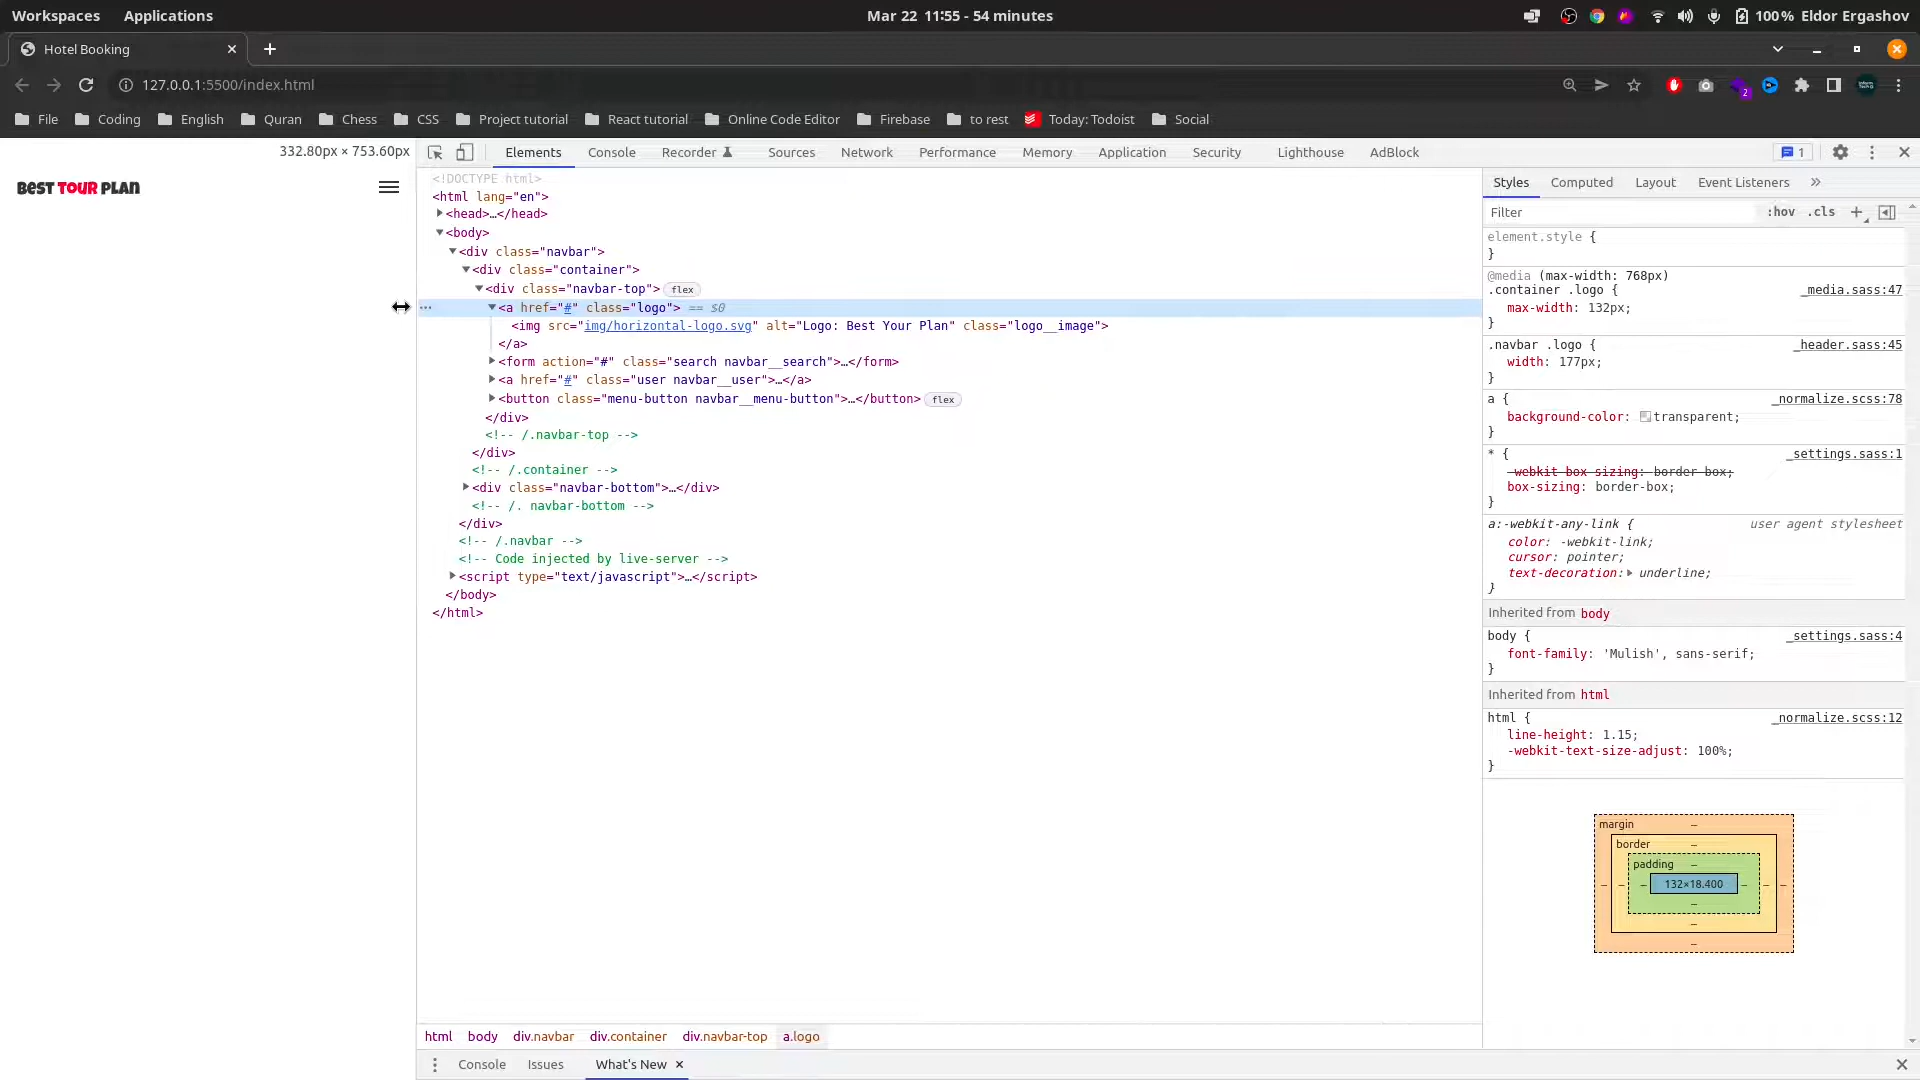 Workspaces Applications Mar 22 11:55 - 54 minutes 100% Eldor Ergashov
Hotel Booking
127.0.0.1:5500/index.html 2
File Coding English Quran Chess CSS Project tutorial React tutorial Online Code Editor Firebase to rest Today: Todoist Social
332.80px × 753.60px
BEST TOUR PLAN
Elements Console Recorder Sources Network Performance Memory Application Security Lighthouse AdBlock 1
<!DOCTYPE html>
<html lang="en">
<head>…</head>
<body>
<div class="navbar">
<div class="container">
<div class="navbar-top"> flex
<a href="#" class="logo"> == $0
<img src="img/horizontal-logo.svg" alt="Logo: Best Your Plan" class="logo__image">
</a>
<form action="#" class="search navbar__search">…</form>
<a href="#" class="user navbar__user">…</a>
<button class="menu-button navbar__menu-button">…</button> flex
</div>
<!-- /.navbar-top -->
</div>
<!-- /.container -->
<div class="navbar-bottom">…</div>
<!-- /. navbar-bottom -->
</div>
<!-- /.navbar -->
<!-- Code injected by live-server -->
<script type="text/javascript">…</script>
</body>
</html>
Styles Computed Layout Event Listeners »
Filter :hov .cls +
element.style {
}
@media (max-width: 768px)
.container .logo { _media.sass:47
max-width: 132px;
}
.navbar .logo { _header.sass:45
width: 177px;
}
a { _normalize.scss:78
background-color: transparent;
}
* { _settings.sass:1
-webkit-box-sizing: border-box;
box-sizing: border-box;
}
a:-webkit-any-link { user agent stylesheet
color: -webkit-link;
cursor: pointer;
text-decoration: underline;
}
Inherited from body
body { _settings.sass:4
font-family: 'Mulish', sans-serif;
}
Inherited from html
html { _normalize.scss:12
line-height: 1.15;
-webkit-text-size-adjust: 100%;
}
margin –
border –
padding –
– – – 132×18.400 – – –
–
–
–
html body div.navbar div.container div.navbar-top a.logo
Console Issues What's New